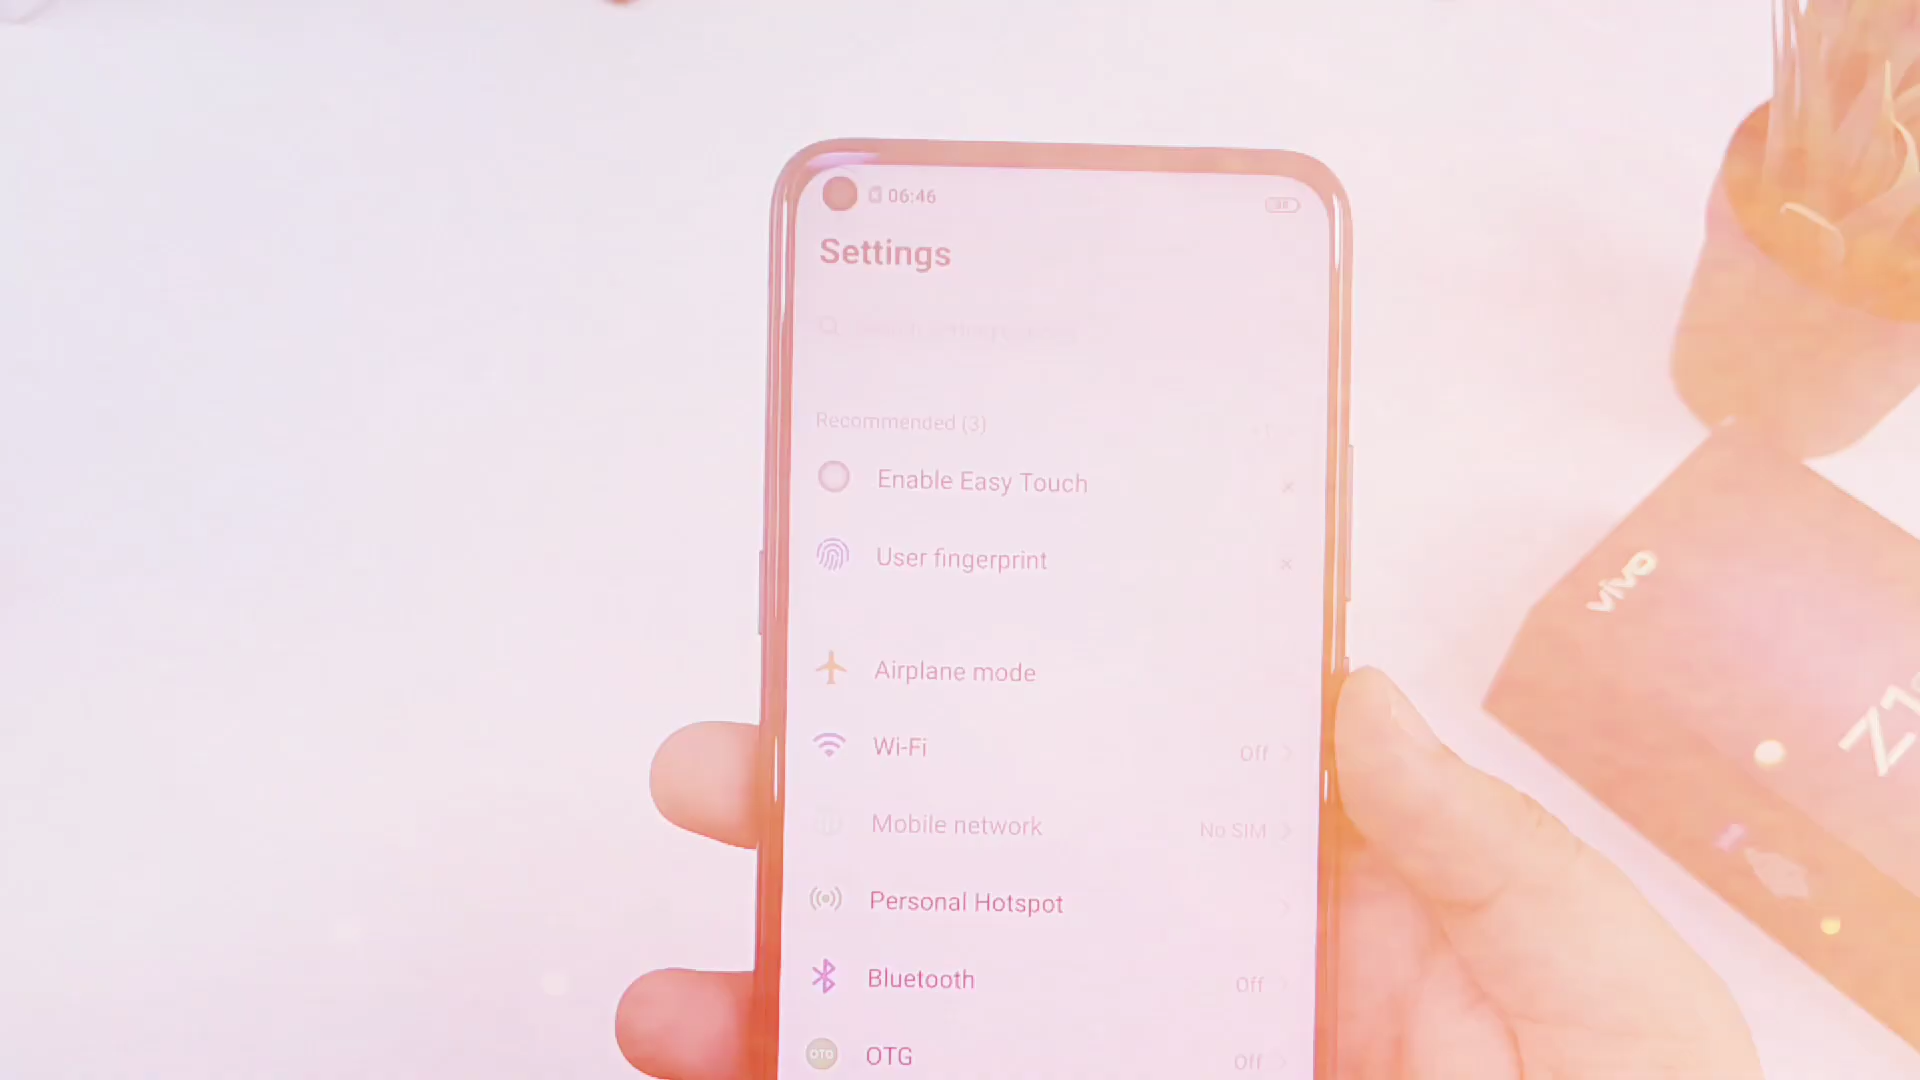 06:46
Settings
Recommended (3)
Enable Easy Touch
User fingerprint
Airplane mode
Wi-Fi Off
Mobile network No SIM
Personal Hotspot
Bluetooth Off
OTG OTG Off
vivo
Z1